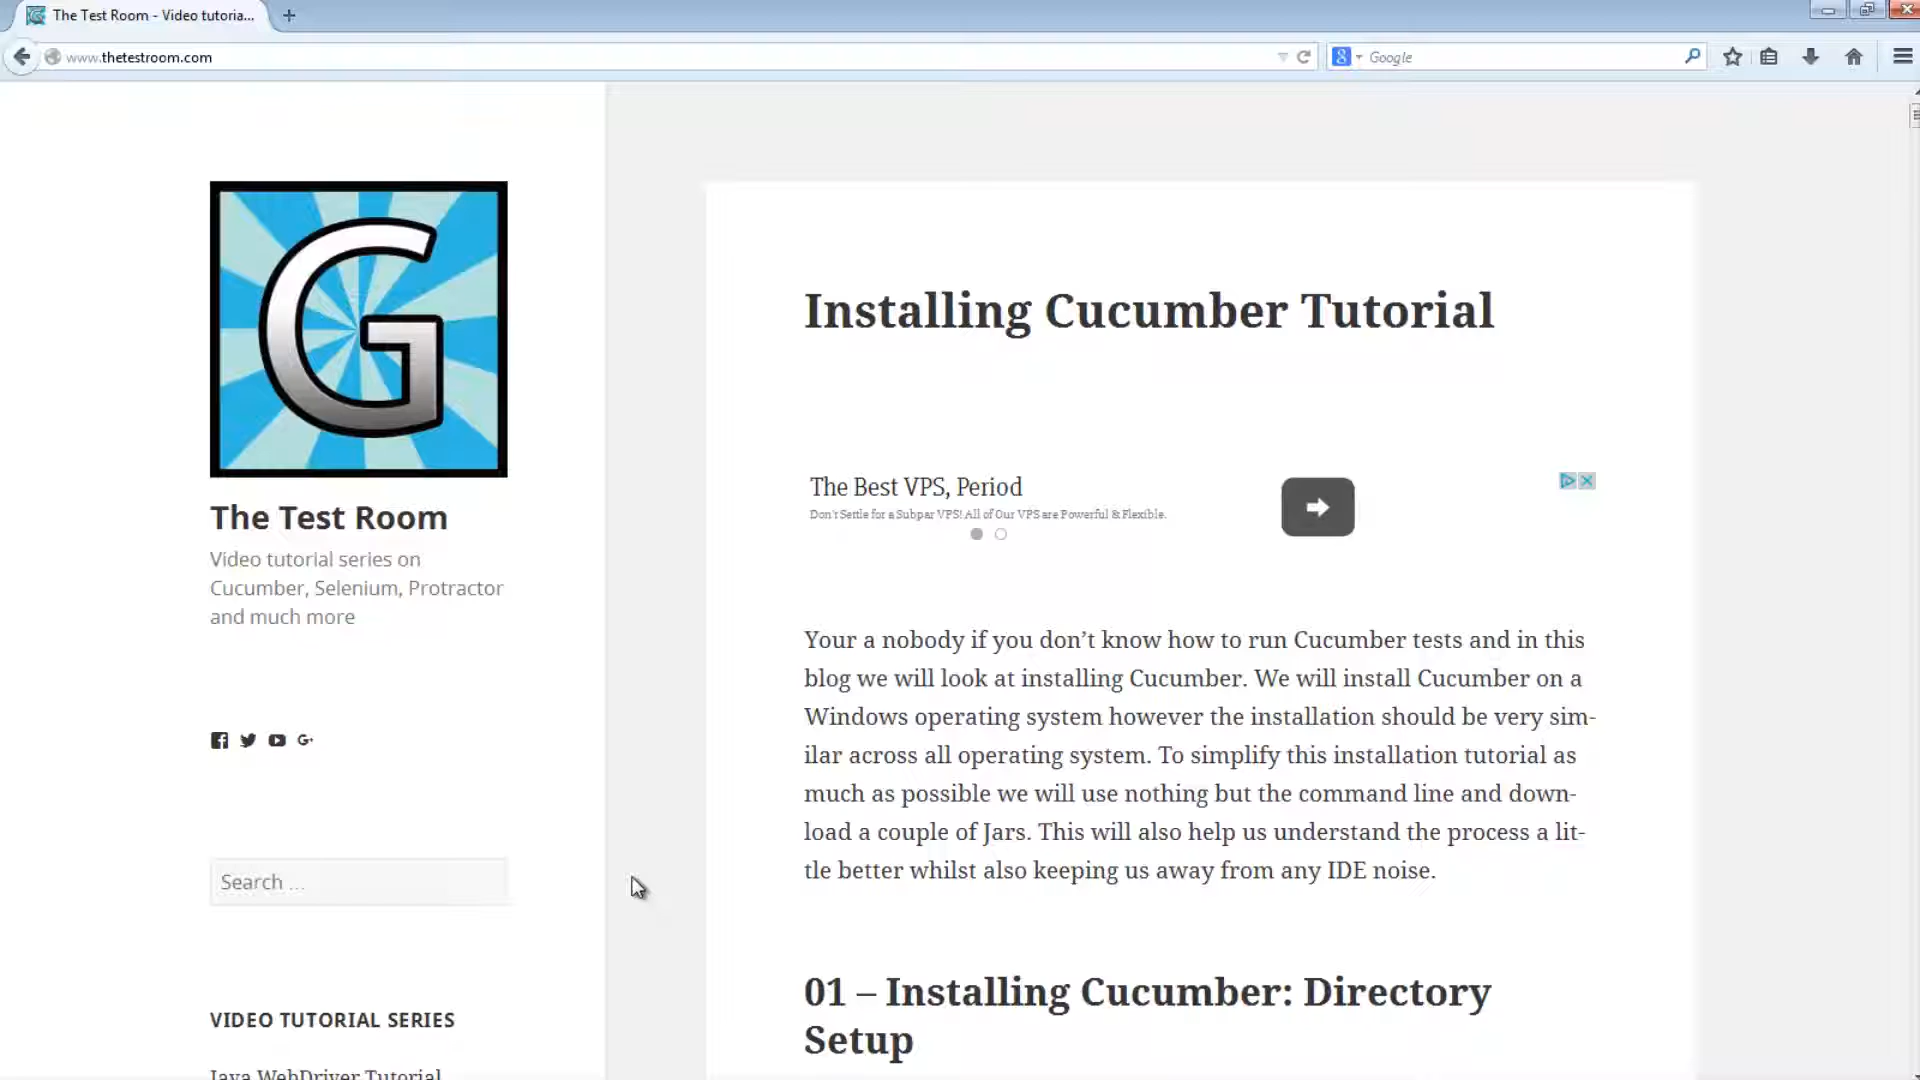 The Test Room - Video tutoria...
www.thetestroom.com
8
Google
G
The Test Room
Video tutorial series on
Cucumber, Selenium, Protractor
and much more
G+
Search ...
VIDEO TUTORIAL SERIES
Java WebDriver Tutorial
Installing Cucumber Tutorial
The Best VPS, Period
Don't Settle for a Subpar VPS! All of Our VPS are Powerful & Flexible.
Your a nobody if you don’t know how to run Cucumber tests and in this
blog we will look at installing Cucumber. We will install Cucumber on a
Windows operating system however the installation should be very sim-
ilar across all operating system. To simplify this installation tutorial as
much as possible we will use nothing but the command line and down-
load a couple of Jars. This will also help us understand the process a lit-
tle better whilst also keeping us away from any IDE noise.
01 – Installing Cucumber: Directory
Setup